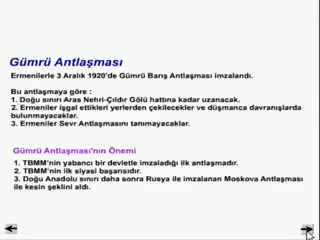 Gümrü Antlaşması
Ermenilerle 3 Aralık 1920'de Gümrü Barış Antlaşması imzalandı.
Bu antlaşmaya göre :
1. Doğu sınırı Aras Nehri-Çıldır Gölü hattına kadar uzanacak.
2. Ermeniler işgal ettikleri yerlerden çekilecekler ve düşmanca davranışlarda
bulunmayacaklar.
3. Ermeniler Sevr Antlaşmasını tanımayacaklar.
Gümrü Antlaşması'nın Önemi
1. TBMM'nin yabancı bir devletle imzaladığı ilk antlaşmadır.
2. TBMM'nin ilk siyasi başarısıdır.
3. Doğu Anadolu sınırı daha sonra Rusya ile imzalanan Moskova Antlaşması
ile kesin şeklini aldı.